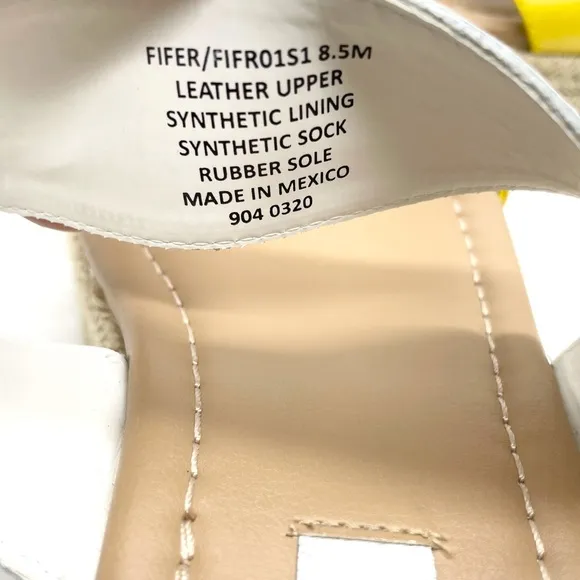 FIFER/FIFR01S1 8.5M
LEATHER UPPER
SYNTHETIC LINING
SYNTHETIC SOCK
RUBBER SOLE
MADE IN MEXICO
904 0320